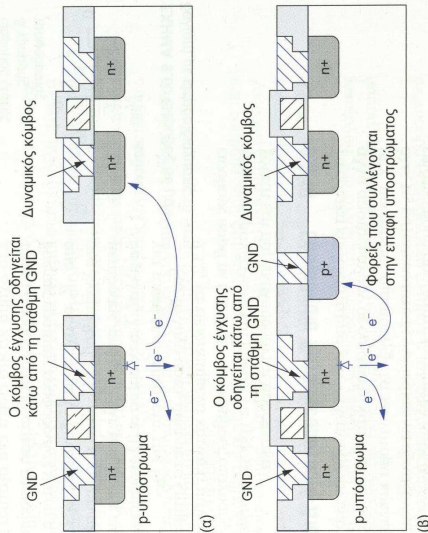 GND
Ο κόμβος έγχυσης οδηγείται
κάτω από τη στάθμη GND
Δυναμικός κόμβος
n+
n+
n+
n+
e⁻
e⁻
e⁻
p-υπόστρωμα
(α)
Ο κόμβος έγχυσης
οδηγείται κάτω από
τη στάθμη GND
GND
GND
Δυναμικός κόμβος
n+
n+
p+
n+
n+
e⁻
e⁻
e⁻
p-υπόστρωμα
Φορείς που συλλέγονται
στην επαφή υποστρώματος
(β)